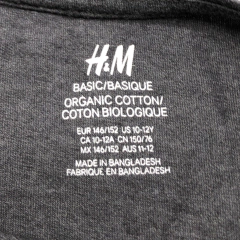 H&M
BASIC/BASIQUE
ORGANIC COTTON/
COTON BIOLOGIQUE
EUR 146/152 US 10-12Y
CA 10-12A CN 150/76
MX 146/152 AUS 11-12
MADE IN BANGLADESH
FABRIQUE EN BANGLADESH